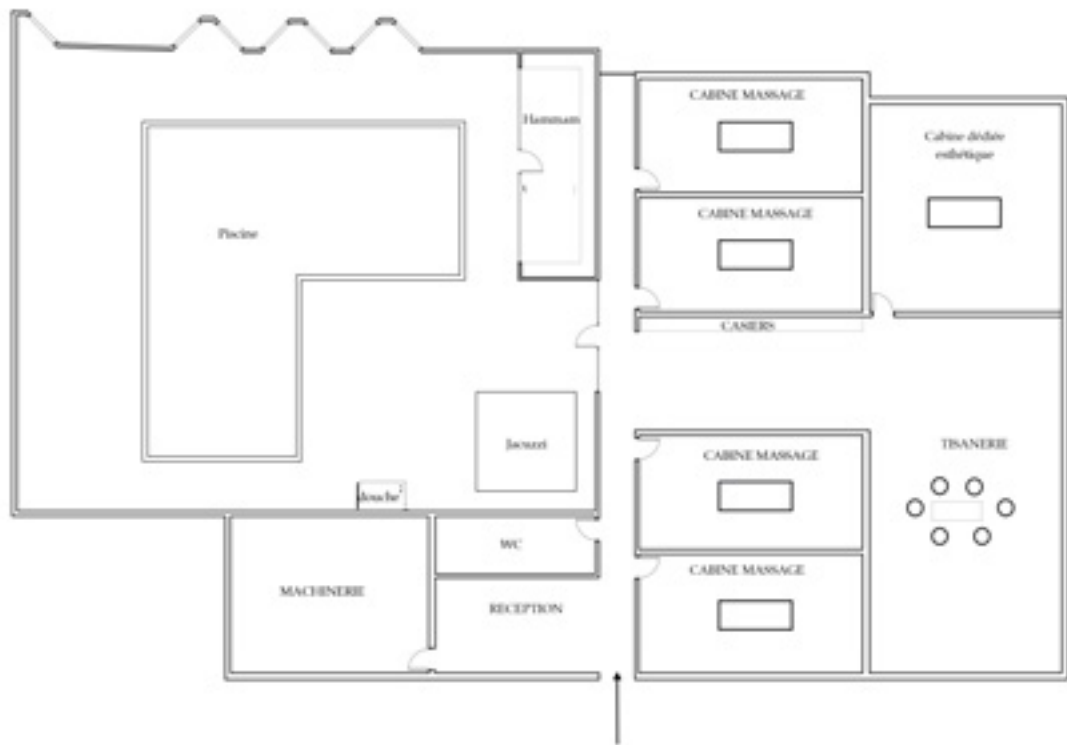 CABINE MASSAGE
Hammam
Cabine dédiée
esthétique
CABINE MASSAGE
Piscine
CASIERS
Jacuzzi
CABINE MASSAGE
TISANERIE
douche
WC
CABINE MASSAGE
MACHINERIE
RECEPTION